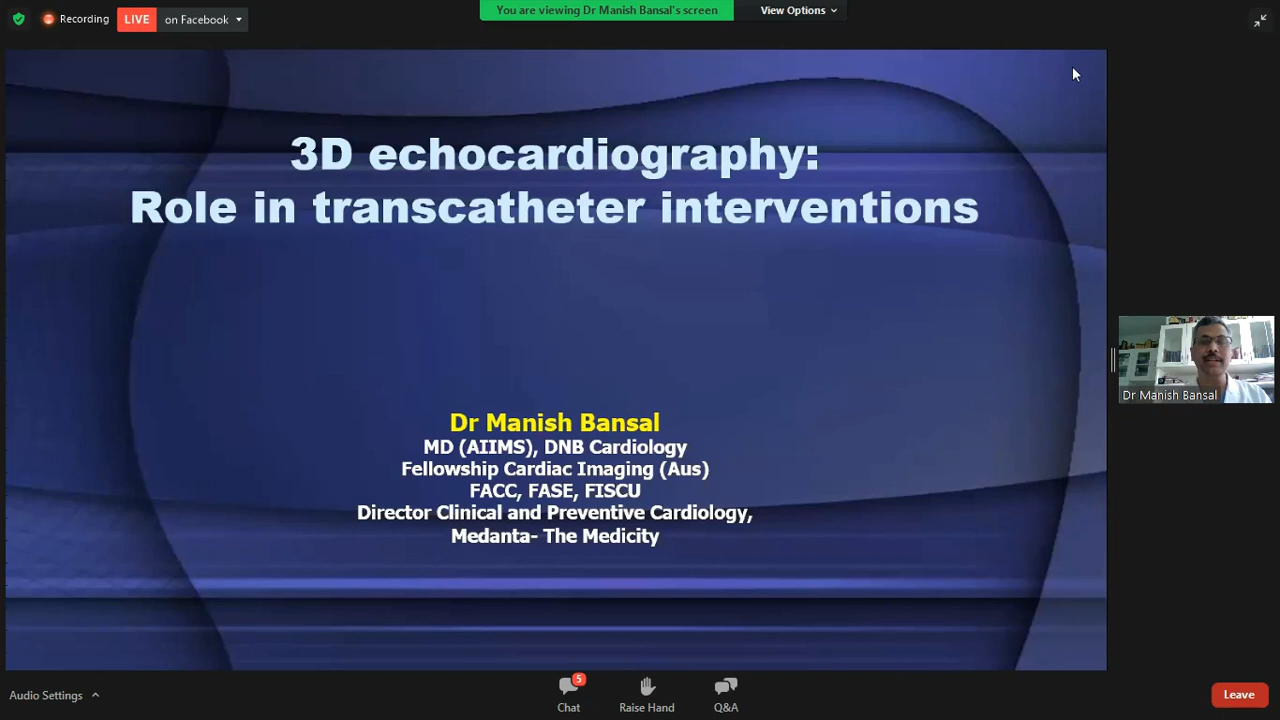 Recording
LIVE on Facebook
You are viewing Dr Manish Bansal's screen
View Options
3D echocardiography:
Role in transcatheter interventions
Dr Manish Bansal
MD (AIIMS), DNB Cardiology
Fellowship Cardiac Imaging (Aus)
FACC, FASE, FISCU
Director Clinical and Preventive Cardiology,
Medanta- The Medicity
Dr Manish Bansal
Audio Settings
5
Chat
Raise Hand
Q&A
Leave